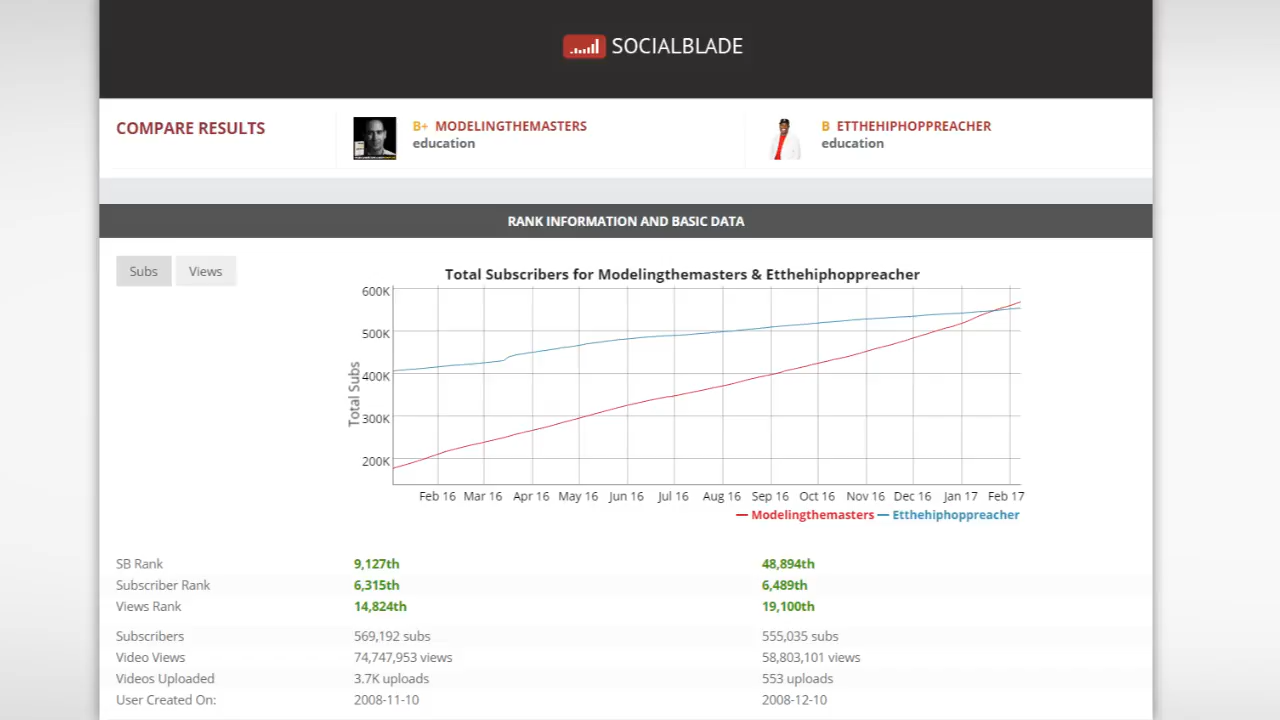 SOCIALBLADE
COMPARE RESULTS
B+ MODELINGTHEMASTERS
education
B ETTHEHIPHOPPREACHER
education
RANK INFORMATION AND BASIC DATA
Subs Views
Total Subscribers for Modelingthemasters & Etthehiphoppreacher
600K
500K
400K
300K
200K
Total Subs
Feb 16 Mar 16 Apr 16 May 16 Jun 16 Jul 16 Aug 16 Sep 16 Oct 16 Nov 16 Dec 16 Jan 17 Feb 17
Modelingthemasters Etthehiphoppreacher
SB Rank 9,127th 48,894th
Subscriber Rank 6,315th 6,489th
Views Rank 14,824th 19,100th
Subscribers 569,192 subs 555,035 subs
Video Views 74,747,953 views 58,803,101 views
Videos Uploaded 3.7K uploads 553 uploads
User Created On: 2008-11-10 2008-12-10